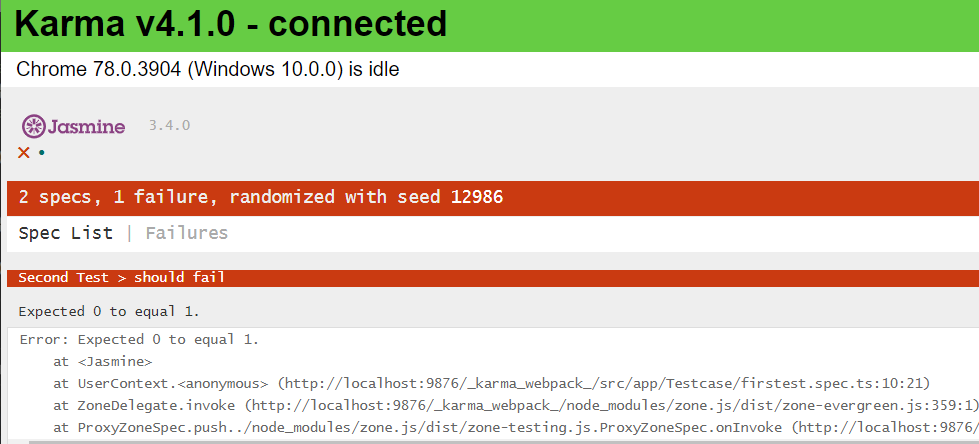 Karma v4.1.0 - connected
Chrome 78.0.3904 (Windows 10.0.0) is idle
Jasmine 3.4.0
✕ •
2 specs, 1 failure, randomized with seed 12986
Spec List | Failures
Second Test > should fail
Expected 0 to equal 1.
Error: Expected 0 to equal 1.
at <Jasmine>
at UserContext.<anonymous> (http://localhost:9876/_karma_webpack_/src/app/Testcase/firstest.spec.ts:10:21)
at ZoneDelegate.invoke (http://localhost:9876/_karma_webpack_/node_modules/zone.js/dist/zone-evergreen.js:359:1)
at ProxyZoneSpec.push../node_modules/zone.js/dist/zone-testing.js.ProxyZoneSpec.onInvoke (http://localhost:9876/